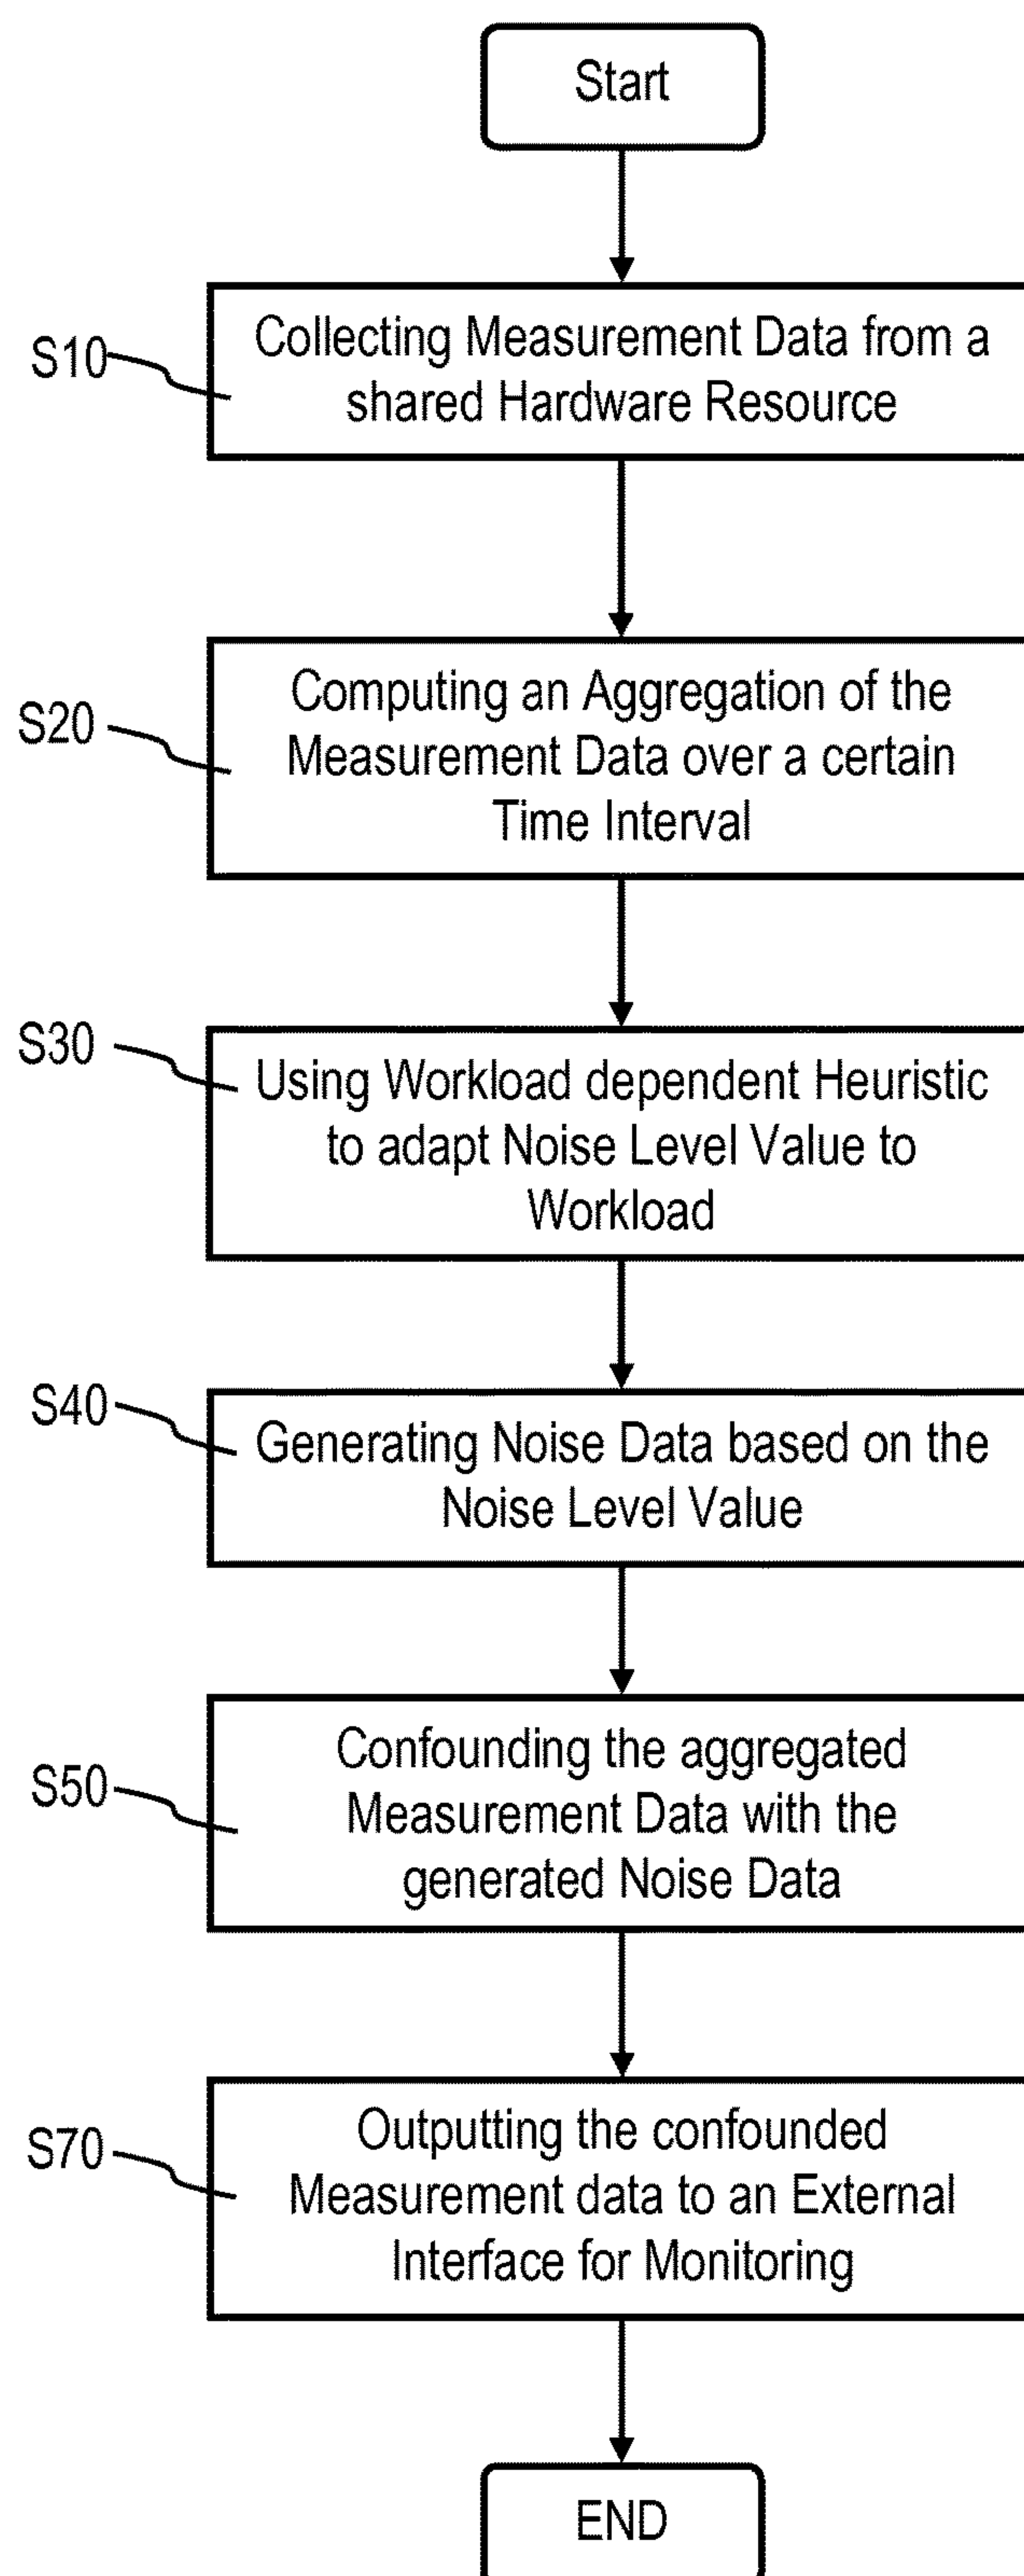 Start
S10
Collecting Measurement Data from a
shared Hardware Resource
S20
Computing an Aggregation of the
Measurement Data over a certain
Time Interval
S30
Using Workload dependent Heuristic
to adapt Noise Level Value to
Workload
S40
Generating Noise Data based on the
Noise Level Value
S50
Confounding the aggregated
Measurement Data with the
generated Noise Data
S70
Outputting the confounded
Measurement data to an External
Interface for Monitoring
END